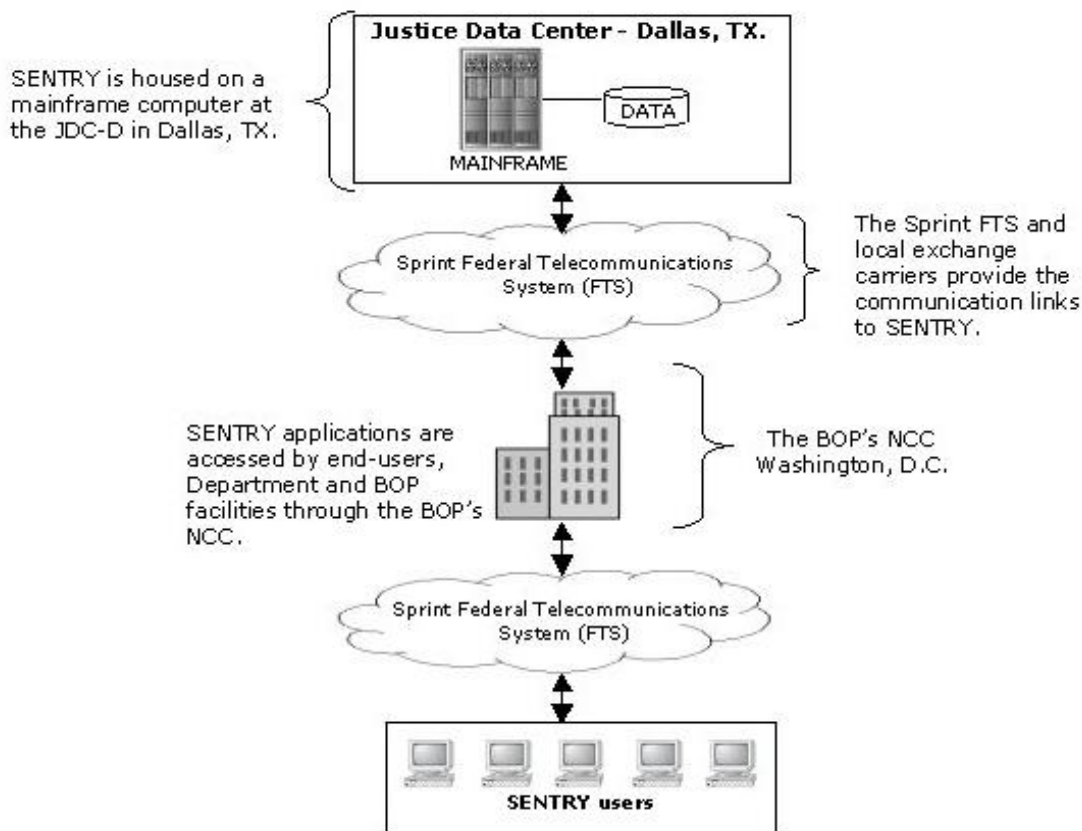 Justice Data Center - Dallas, TX.
SENTRY is housed on a
mainframe computer at
the JDC-D in Dallas, TX.
DATA
MAINFRAME
Sprint Federal Telecommunications
System (FTS)
The Sprint FTS and
local exchange
carriers provide the
communication links
to SENTRY.
SENTRY applications are
accessed by end-users,
Department and BOP
facilities through the BOP's
NCC.
The BOP's NCC
Washington, D.C.
Sprint Federal Telecommunications
System (FTS)
SENTRY users